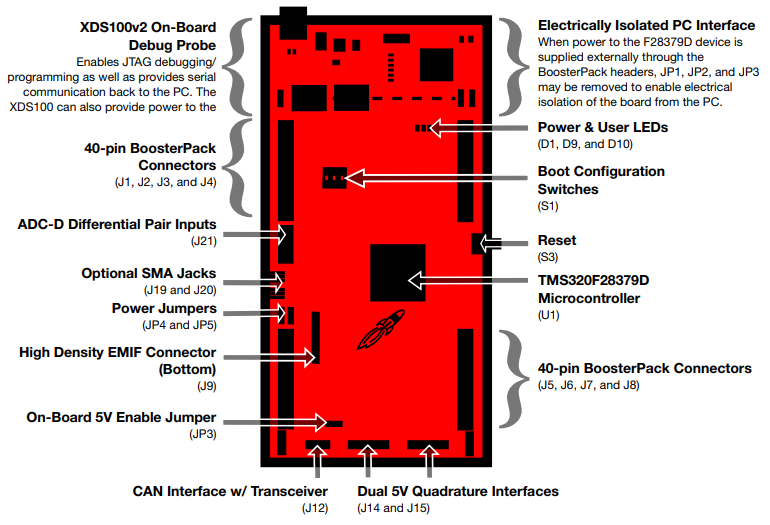 XDS100v2 On-Board
Debug Probe
Enables JTAG debugging/
programming as well as provides serial
communication back to the PC. The
XDS100 can also provide power to the
40-pin BoosterPack
Connectors
(J1, J2, J3, and J4)
ADC-D Differential Pair Inputs
(J21)
Optional SMA Jacks
(J19 and J20)
Power Jumpers
(JP4 and JP5)
High Density EMIF Connector
(Bottom)
(J9)
On-Board 5V Enable Jumper
(JP3)
CAN Interface w/ Transceiver
(J12)
Dual 5V Quadrature Interfaces
(J14 and J15)
Electrically Isolated PC Interface
When power to the F28379D device is
supplied externally through the
BoosterPack headers, JP1, JP2, and JP3
may be removed to enable electrical
isolation of the board from the PC.
Power & User LEDs
(D1, D9, and D10)
Boot Configuration
Switches
(S1)
Reset
(S3)
TMS320F28379D
Microcontroller
(U1)
40-pin BoosterPack Connectors
(J5, J6, J7, and J8)